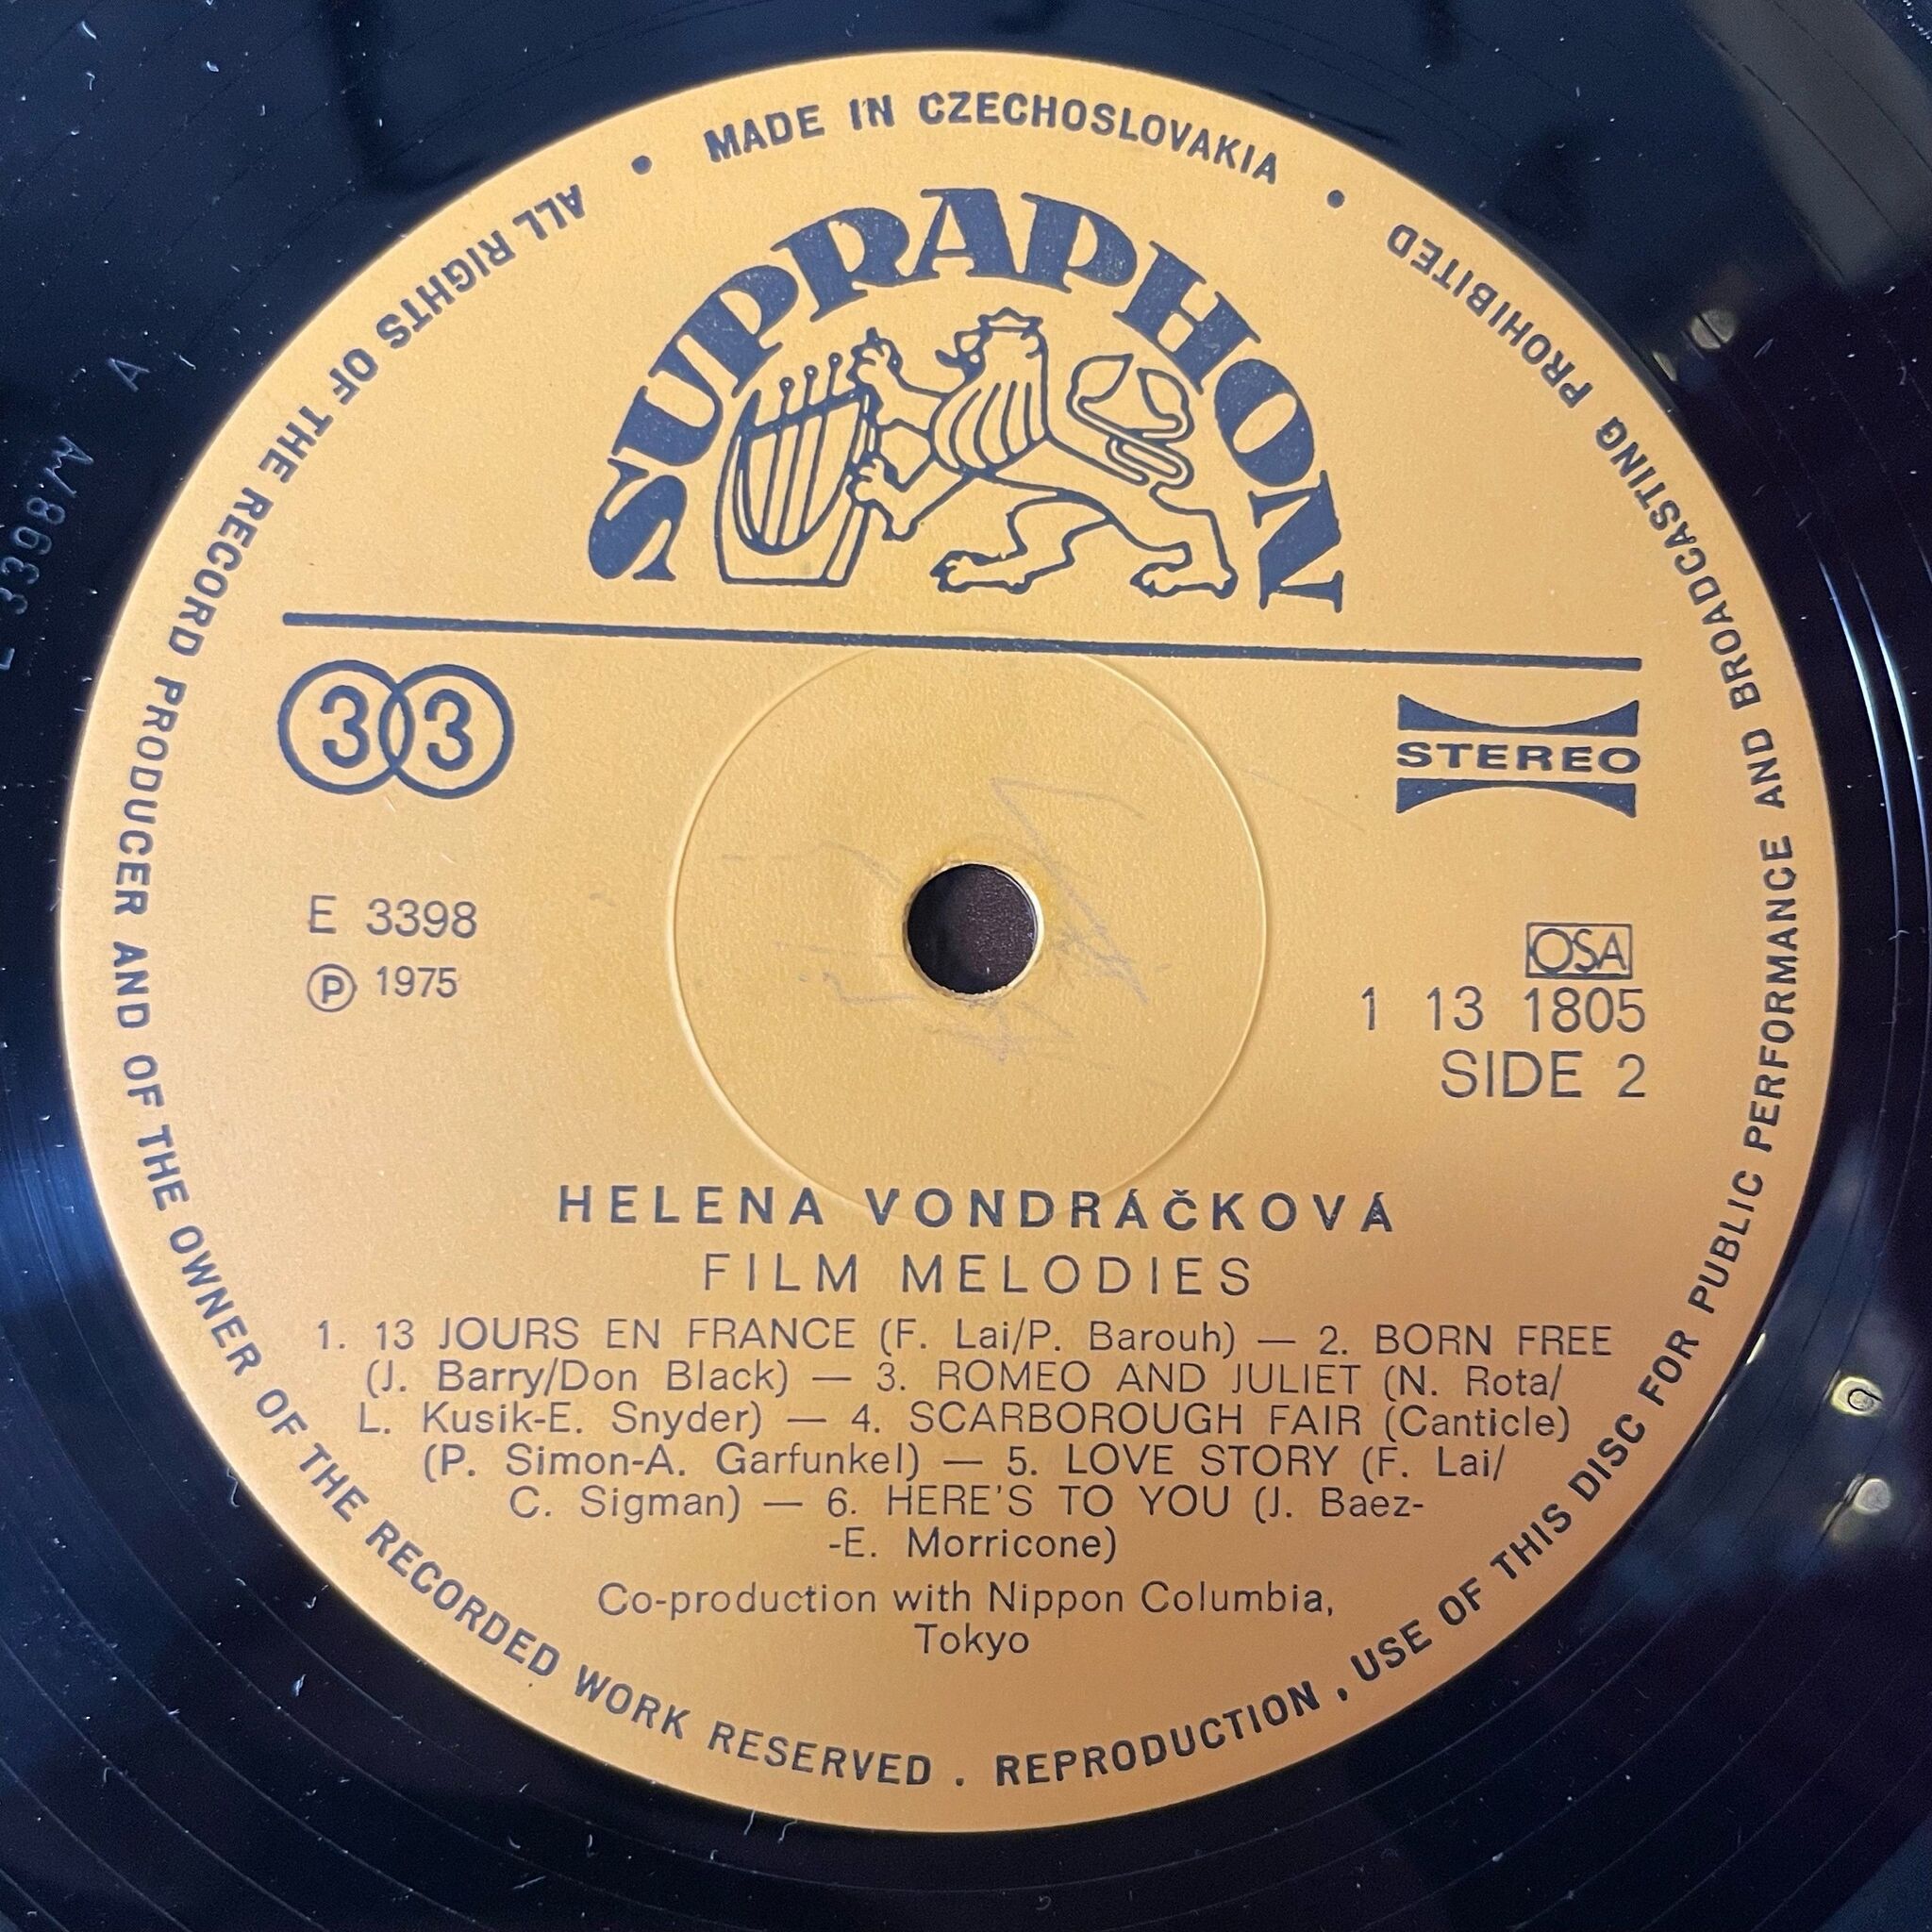 MADE IN CZECHOSLOVAKIA
SUPRAPHON
33
STEREO
E 3398
Ⓟ 1975
OSA
1 13 1805
SIDE 2
HELENA VONDRÁČKOVÁ
FILM MELODIES
1. 13 JOURS EN FRANCE (F. Lai/P. Barouh) — 2. BORN FREE
(J. Barry/Don Black) — 3. ROMEO AND JULIET (N. Rota/
L. Kusik-E. Snyder) — 4. SCARBOROUGH FAIR (Canticle)
(P. Simon-A. Garfunkel) — 5. LOVE STORY (F. Lai/
C. Sigman) — 6. HERE'S TO YOU (J. Baez-
-E. Morricone)
Co-production with Nippon Columbia,
Tokyo
ALL RIGHTS OF THE RECORD PRODUCER AND OF THE OWNER OF THE RECORDED WORK RESERVED . REPRODUCTION , USE OF THIS DISC FOR PUBLIC PERFORMANCE AND BROADCASTING PROHIBITED
A